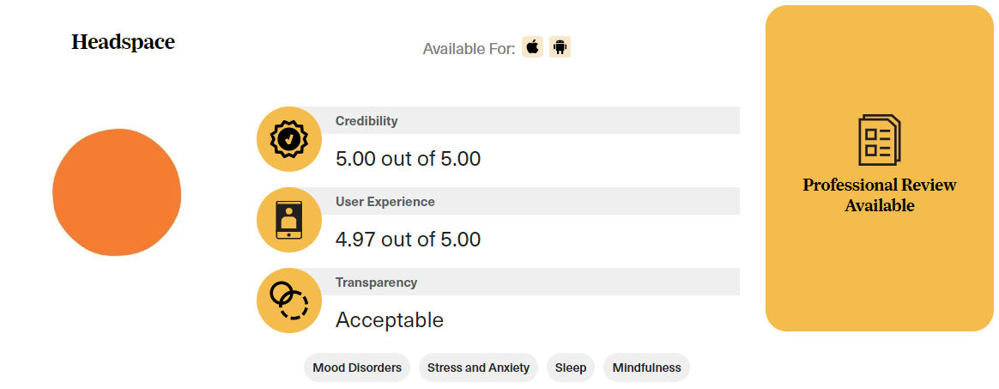 Headspace
Available For:
Credibility
5.00 out of 5.00
User Experience
4.97 out of 5.00
Transparency
Acceptable
Mood Disorders
Stress and Anxiety
Sleep
Mindfulness
Professional Review
Available